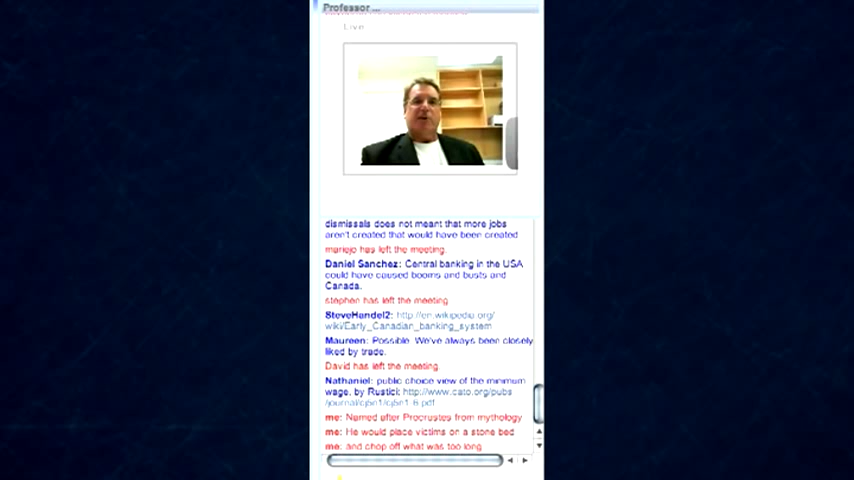 Professor ...
Live
dismissals does not meant that more jobs
aren't created that would have been created
Daniel Sanchez: Central banking in the USA
could have caused booms and busts and
Canada.
stephen has left the meeting
SteveHandel2: http://en.wikipedia.org/
wiki/Early_Canadian_banking_system
Maureen: Possible. We've always been closely
liked by trade.
David has left the meeting
Nathaniel: public choice view of the minimum
wage, by Rustici: http://www.cato.org/pubs
/journal/cj5n1/cj5n1-6.pdf
me: Named after Procrustes from mythology
me: He would place victims on a stone bed
me: and chop off what was too long